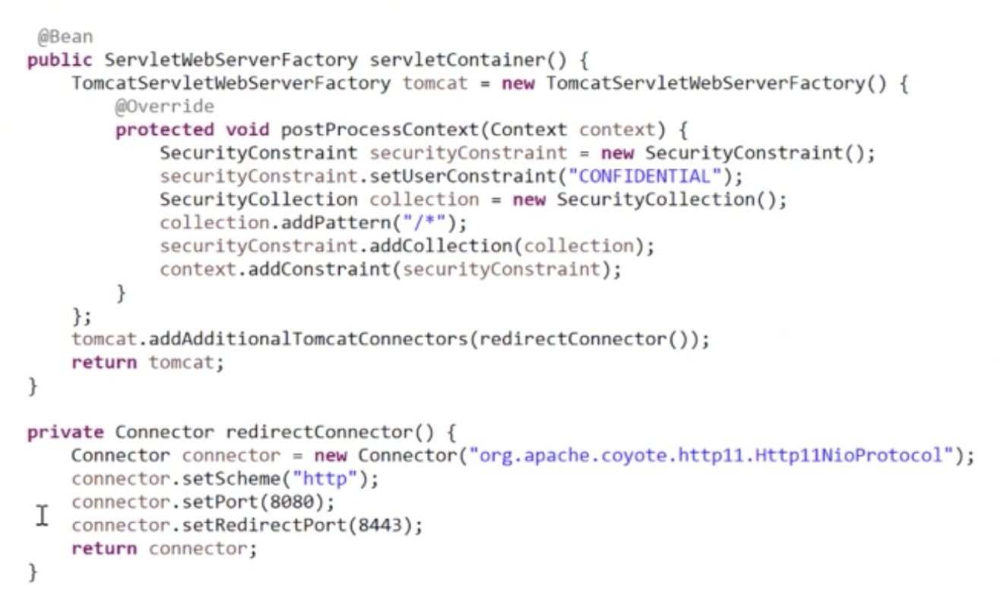 @Bean
public ServletWebServerFactory servletContainer() {
    TomcatServletWebServerFactory tomcat = new TomcatServletWebServerFactory() {
        @Override
        protected void postProcessContext(Context context) {
            SecurityConstraint securityConstraint = new SecurityConstraint();
            securityConstraint.setUserConstraint("CONFIDENTIAL");
            SecurityCollection collection = new SecurityCollection();
            collection.addPattern("/*");
            securityConstraint.addCollection(collection);
            context.addConstraint(securityConstraint);
        }
    };
    tomcat.addAdditionalTomcatConnectors(redirectConnector());
    return tomcat;
}

private Connector redirectConnector() {
    Connector connector = new Connector("org.apache.coyote.http11.Http11NioProtocol");
    connector.setScheme("http");
    connector.setPort(8080);
    connector.setRedirectPort(8443);
    return connector;
}